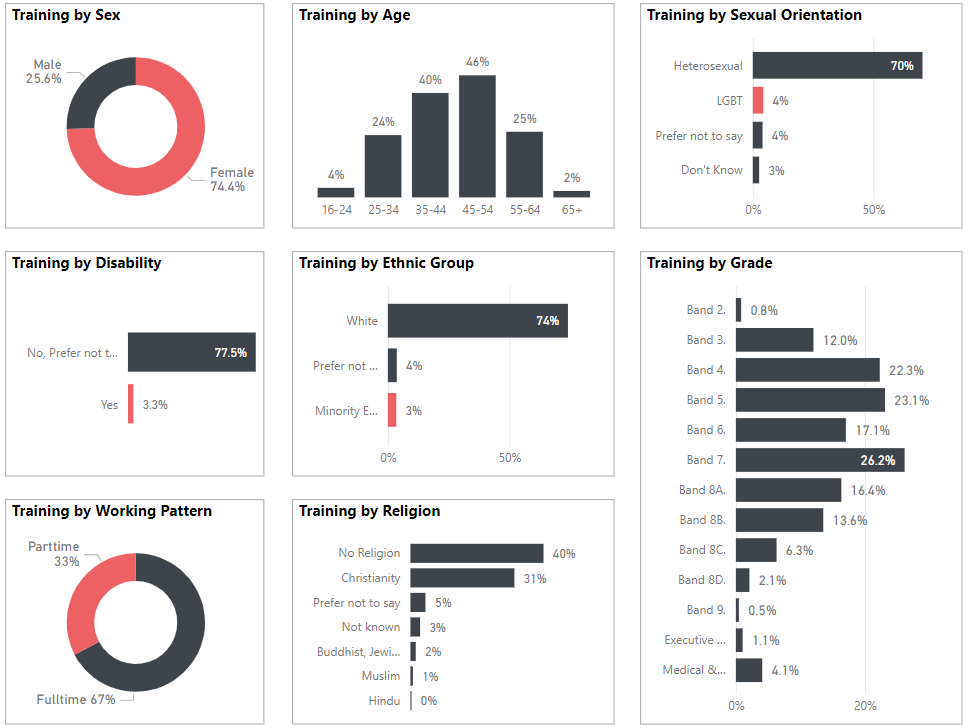 Training by Sex
Male
25.6%
Female
74.4%
Training by Age
4%
24%
40%
46%
25%
2%
16-24 25-34 35-44 45-54 55-64 65+
Training by Sexual Orientation
Heterosexual 70%
LGBT 4%
Prefer not to say 4%
Don't Know 3%
0% 50%
Training by Disability
No, Prefer not t... 77.5%
Yes 3.3%
Training by Ethnic Group
White 74%
Prefer not ... 4%
Minority E... 3%
0% 50%
Training by Grade
Band 2. 0.8%
Band 3. 12.0%
Band 4. 22.3%
Band 5. 23.1%
Band 6. 17.1%
Band 7. 26.2%
Band 8A. 16.4%
Band 8B. 13.6%
Band 8C. 6.3%
Band 8D. 2.1%
Band 9. 0.5%
Executive ... 1.1%
Medical &... 4.1%
0% 20%
Training by Working Pattern
Parttime
33%
Fulltime 67%
Training by Religion
No Religion 40%
Christianity 31%
Prefer not to say 5%
Not known 3%
Buddhist, Jewi... 2%
Muslim 1%
Hindu 0%